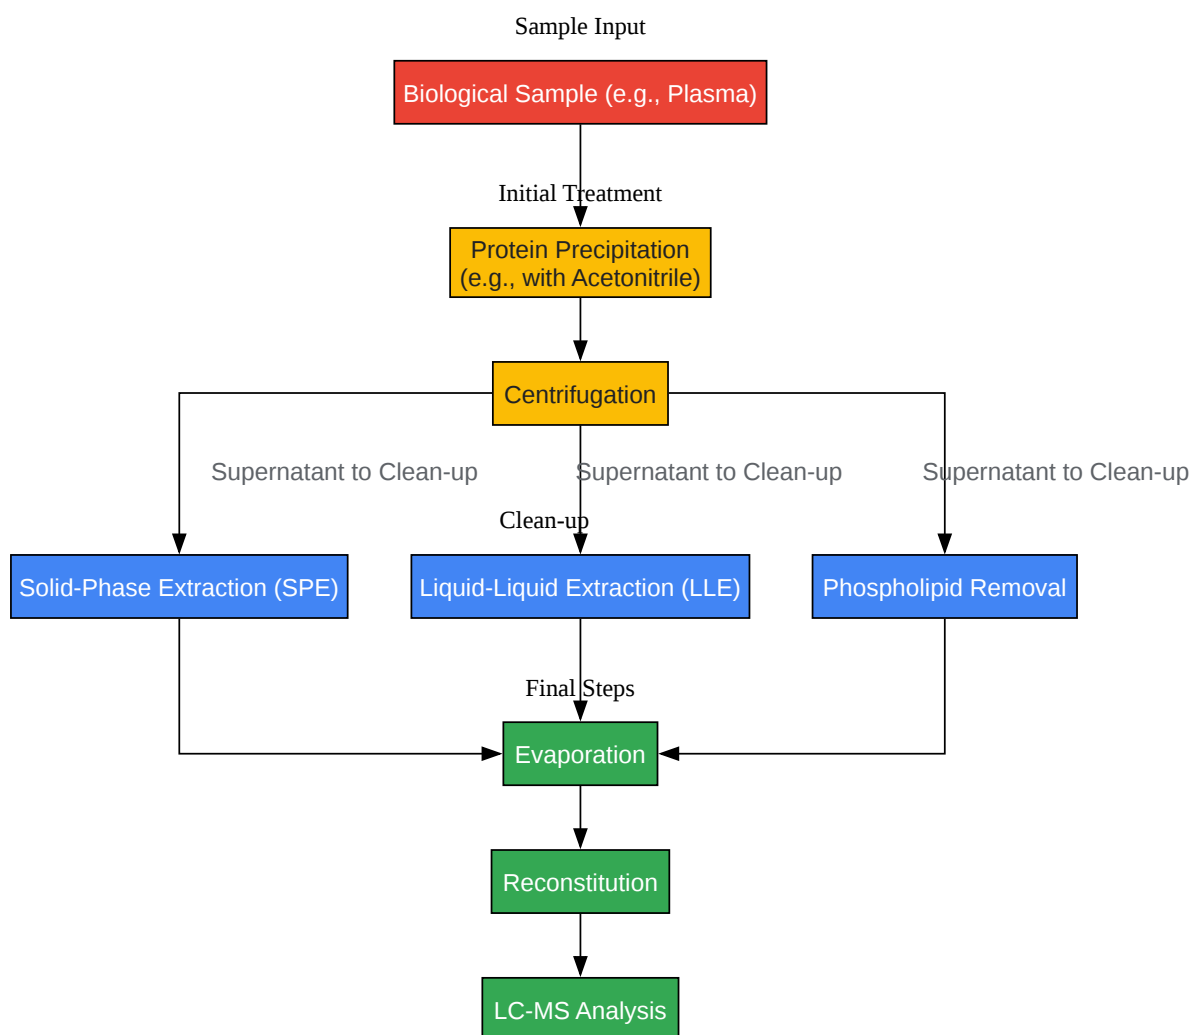 Sample Input
Biological Sample (e.g., Plasma)
Initial Treatment
Protein Precipitation
(e.g., with Acetonitrile)
Centrifugation
Supernatant to Clean-up
Supernatant to Clean-up
Supernatant to Clean-up
Clean-up
Solid-Phase Extraction (SPE)
Liquid-Liquid Extraction (LLE)
Phospholipid Removal
Final Steps
Evaporation
Reconstitution
LC-MS Analysis